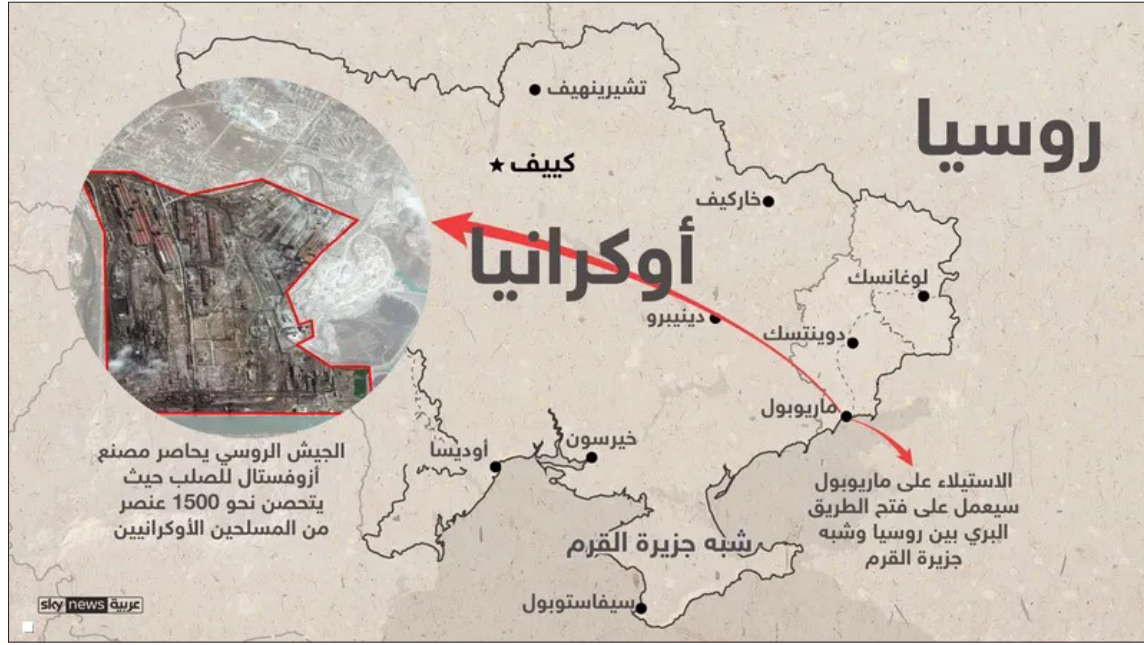 تشيرينهيف
روسيا
كييف
خاركيف
أوكرانيا
لوغانسك
دينيبرو
دوينتسك
ماريوبول
خيرسون
أوديسا
الجيش الروسي يحاصر مصنع
أزوفستال للصلب حيث
يتحصن نحو 1500 عنصر
من المسلحين الأوكرانيين
الاستيلاء على ماريوبول
سيعمل على فتح الطريق
البري بين روسيا وشبه
جزيرة القرم
شبه جزيرة القرم
سيفاستوبول
sky news عربية